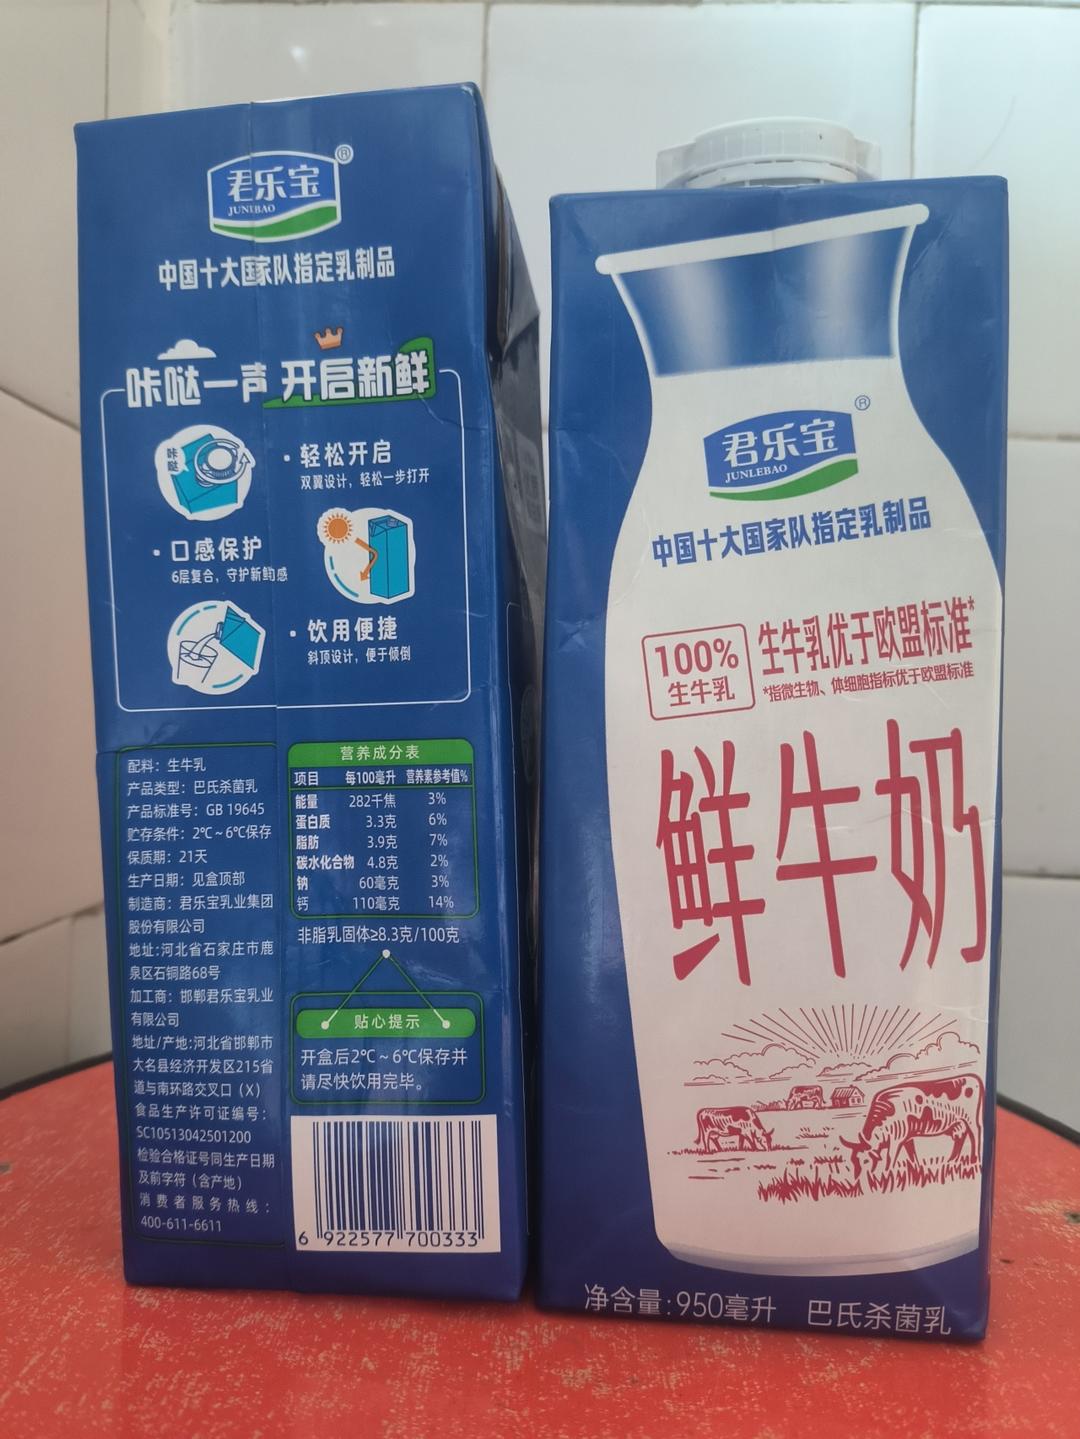 君乐宝
JUNLEBAO
®
中国十大国家队指定乳制品
咔哒一声 开启新鲜
咔
哒
·轻松开启
双翼设计，轻松一步打开
·口感保护
6层复合，守护新鲜口感
·饮用便捷
斜顶设计，便于倾倒
配料：生牛乳
产品类型：巴氏杀菌乳
产品标准号：GB 19645
贮存条件：2℃~6℃保存
保质期：21天
生产日期：见盒顶部
制造商：君乐宝乳业集团
股份有限公司
地址:河北省石家庄市鹿
泉区石铜路68号
加工商：邯郸君乐宝乳业
有限公司
地址/产地:河北省邯郸市
大名县经济开发区215省
道与南环路交叉口（X）
食品生产许可证编号：
SC10513042501200
检验合格证号同生产日期
及前字符（含产地）
消费者服务热线：
400-611-6611
营养成分表
项目 每100毫升 营养素参考值%
能量 282千焦 3%
蛋白质 3.3克 6%
脂肪 3.9克 7%
碳水化合物 4.8克 2%
钠 60毫克 3%
钙 110毫克 14%
非脂乳固体≥8.3克/100克
贴心提示
开盒后2℃~6℃保存并
请尽快饮用完毕。
6 922577 700333
君乐宝
JUNLEBAO
®
中国十大国家队指定乳制品
100%
生牛乳
生牛乳优于欧盟标准*
*指微生物、体细胞指标优于欧盟标准
鲜牛奶
净含量:950毫升 巴氏杀菌乳